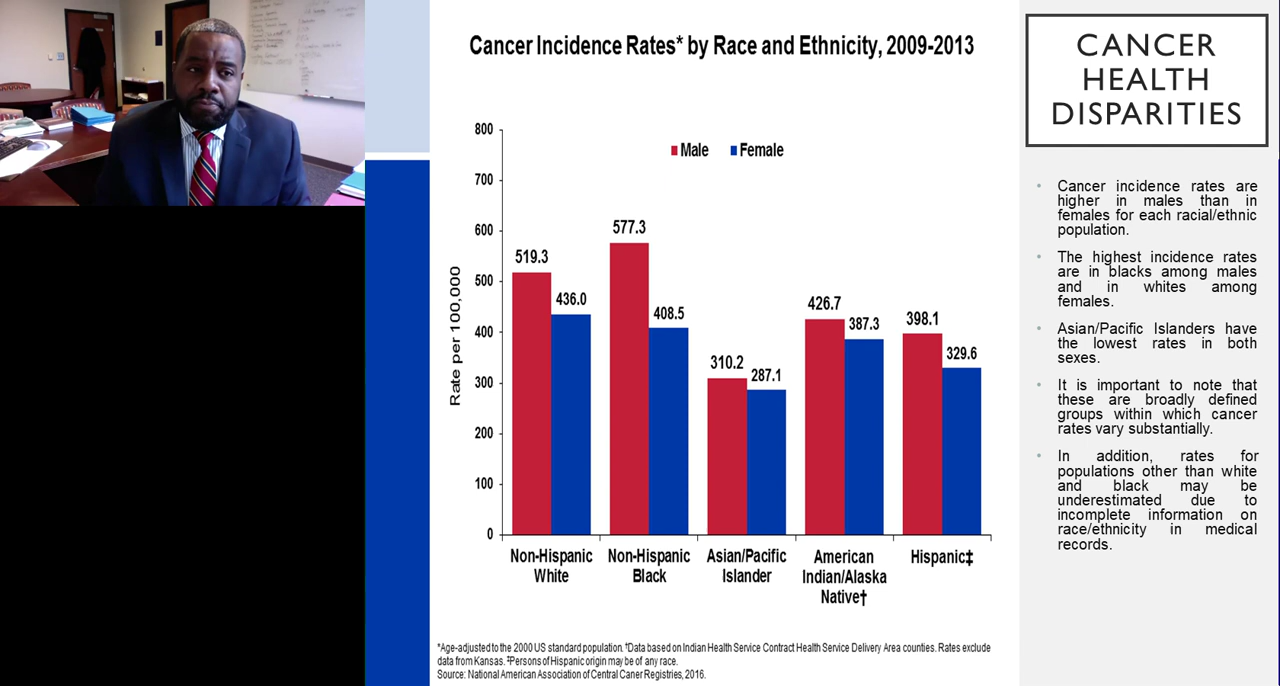 Cancer Incidence Rates* by Race and Ethnicity, 2009-2013
Male
Female
Rate per 100,000
800
700
600
500
400
300
200
100
0
519.3
436.0
577.3
408.5
310.2
287.1
426.7
387.3
398.1
329.6
Non-Hispanic
White
Non-Hispanic
Black
Asian/Pacific
Islander
American
Indian/Alaska
Native†
Hispanic‡
*Age-adjusted to the 2000 US standard population. †Data based on Indian Health Service Contract Health Service Delivery Area counties. Rates exclude
data from Kansas. ‡Persons of Hispanic origin may be of any race.
Source: National American Association of Central Caner Registries, 2016.
CANCER
HEALTH
DISPARITIES
• Cancer incidence rates are
higher in males than in
females for each racial/ethnic
population.
• The highest incidence rates
are in blacks among males
and in whites among
females.
• Asian/Pacific Islanders have
the lowest rates in both
sexes.
• It is important to note that
these are broadly defined
groups within which cancer
rates vary substantially.
• In addition, rates for
populations other than white
and black may be
underestimated due to
incomplete information on
race/ethnicity in medical
records.